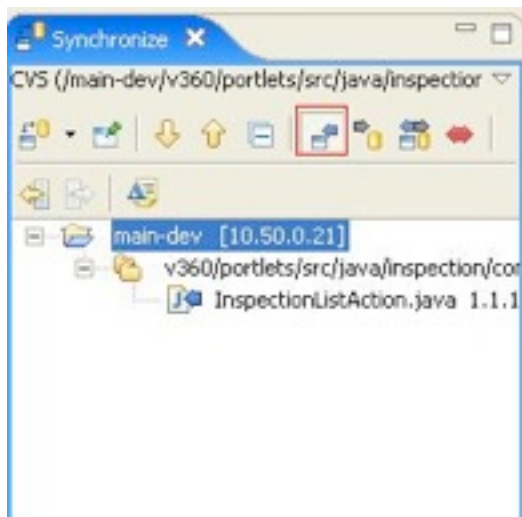 Synchronize
CVS (/main-dev/v360/portlets/src/java/inspection
main-dev [10.50.0.21]
v360/portlets/src/java/inspection/cor
InspectionListAction.java 1.1.1